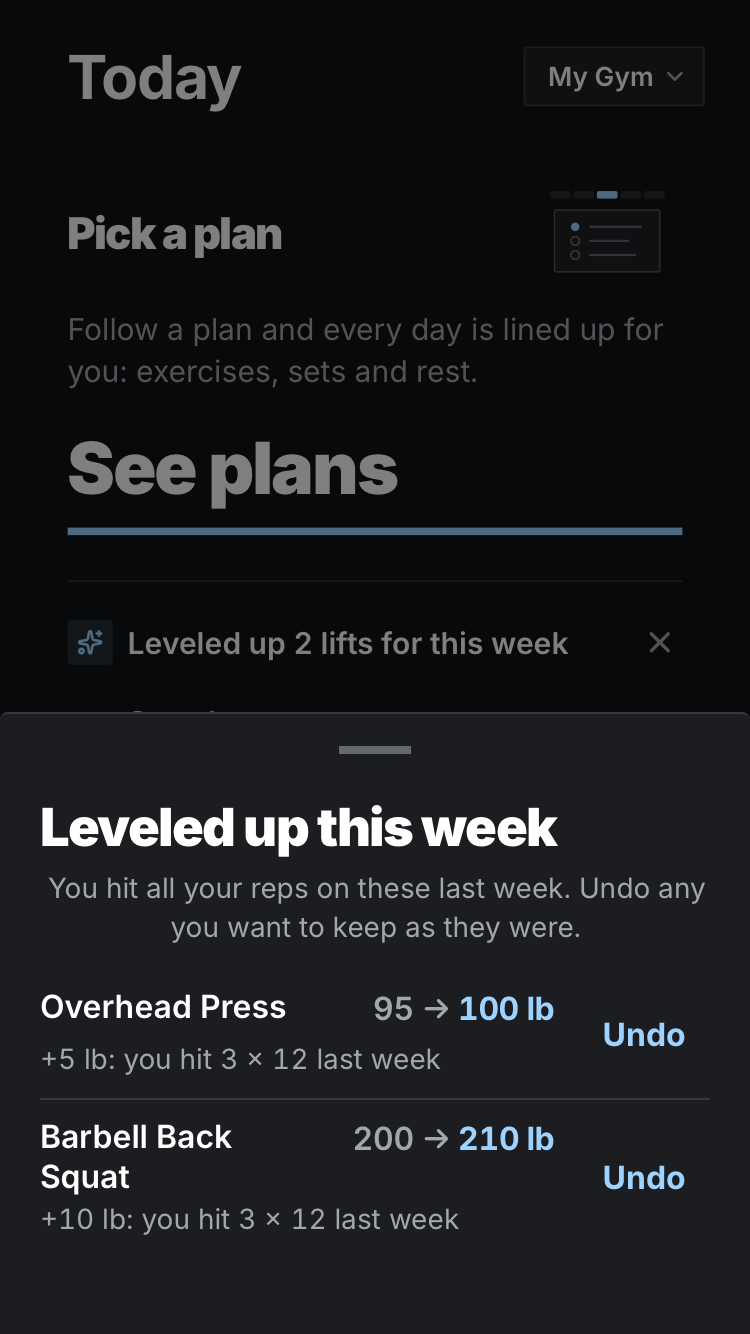 Today
My Gym
Pick a plan
Follow a plan and every day is lined up for
you: exercises, sets and rest.
See plans
Leveled up 2 lifts for this week
Leveled up this week
You hit all your reps on these last week. Undo any
you want to keep as they were.
Overhead Press 95 → 100 lb
Undo
+5 lb: you hit 3 × 12 last week
Barbell Back 200 → 210 lb
Squat
Undo
+10 lb: you hit 3 × 12 last week